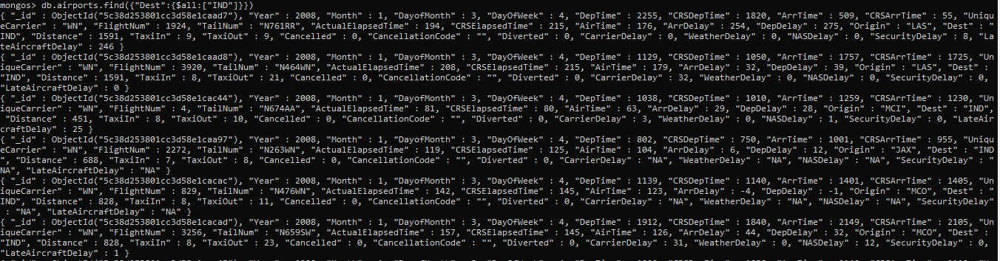 mongos> db.airports.find({"Dest":{$all:["IND"]}})
{ "_id" : ObjectId("5c38d253801cc3d58e1caad7"), "Year" : 2008, "Month" : 1, "DayofMonth" : 3, "DayOfWeek" : 4, "DepTime" : 2255, "CRSDepTime" : 1820, "ArrTime" : 509, "CRSArrTime" : 55, "Uniqu
eCarrier" : "WN", "FlightNum" : 1924, "TailNum" : "N761RR", "ActualElapsedTime" : 194, "CRSElapsedTime" : 215, "AirTime" : 176, "ArrDelay" : 254, "DepDelay" : 275, "Origin" : "LAS", "Dest" : "
IND", "Distance" : 1591, "TaxiIn" : 9, "TaxiOut" : 9, "Cancelled" : 0, "CancellationCode" : "", "Diverted" : 0, "CarrierDelay" : 0, "WeatherDelay" : 0, "NASDelay" : 0, "SecurityDelay" : 8, "La
teAircraftDelay" : 246 }
{ "_id" : ObjectId("5c38d253801cc3d58e1caad8"), "Year" : 2008, "Month" : 1, "DayofMonth" : 3, "DayOfWeek" : 4, "DepTime" : 1129, "CRSDepTime" : 1050, "ArrTime" : 1757, "CRSArrTime" : 1725, "Un
iqueCarrier" : "WN", "FlightNum" : 3920, "TailNum" : "N464WN", "ActualElapsedTime" : 208, "CRSElapsedTime" : 215, "AirTime" : 179, "ArrDelay" : 32, "DepDelay" : 39, "Origin" : "LAS", "Dest" :
"IND", "Distance" : 1591, "TaxiIn" : 8, "TaxiOut" : 21, "Cancelled" : 0, "CancellationCode" : "", "Diverted" : 0, "CarrierDelay" : 32, "WeatherDelay" : 0, "NASDelay" : 0, "SecurityDelay" : 0,
"LateAircraftDelay" : 0 }
{ "_id" : ObjectId("5c38d253801cc3d58e1cac44"), "Year" : 2008, "Month" : 1, "DayofMonth" : 3, "DayOfWeek" : 4, "DepTime" : 1038, "CRSDepTime" : 1010, "ArrTime" : 1259, "CRSArrTime" : 1230, "Un
iqueCarrier" : "WN", "FlightNum" : 4, "TailNum" : "N674AA", "ActualElapsedTime" : 81, "CRSElapsedTime" : 80, "AirTime" : 63, "ArrDelay" : 29, "DepDelay" : 28, "Origin" : "MCI", "Dest" : "IND",
"Distance" : 451, "TaxiIn" : 8, "TaxiOut" : 10, "Cancelled" : 0, "CancellationCode" : "", "Diverted" : 0, "CarrierDelay" : 3, "WeatherDelay" : 0, "NASDelay" : 1, "SecurityDelay" : 0, "LateAir
craftDelay" : 25 }
{ "_id" : ObjectId("5c38d253801cc3d58e1caa97"), "Year" : 2008, "Month" : 1, "DayofMonth" : 3, "DayOfWeek" : 4, "DepTime" : 802, "CRSDepTime" : 750, "ArrTime" : 1001, "CRSArrTime" : 955, "Uniqu
eCarrier" : "WN", "FlightNum" : 2272, "TailNum" : "N263WN", "ActualElapsedTime" : 119, "CRSElapsedTime" : 125, "AirTime" : 104, "ArrDelay" : 6, "DepDelay" : 12, "Origin" : "JAX", "Dest" : "IND
", "Distance" : 688, "TaxiIn" : 7, "TaxiOut" : 8, "Cancelled" : 0, "CancellationCode" : "", "Diverted" : 0, "CarrierDelay" : "NA", "WeatherDelay" : "NA", "NASDelay" : "NA", "SecurityDelay" : "
NA", "LateAircraftDelay" : "NA" }
{ "_id" : ObjectId("5c38d253801cc3d58e1cacac"), "Year" : 2008, "Month" : 1, "DayofMonth" : 3, "DayOfWeek" : 4, "DepTime" : 1139, "CRSDepTime" : 1140, "ArrTime" : 1401, "CRSArrTime" : 1405, "Un
iqueCarrier" : "WN", "FlightNum" : 829, "TailNum" : "N476WN", "ActualElapsedTime" : 142, "CRSElapsedTime" : 145, "AirTime" : 123, "ArrDelay" : -4, "DepDelay" : -1, "Origin" : "MCO", "Dest" : "
IND", "Distance" : 828, "TaxiIn" : 8, "TaxiOut" : 11, "Cancelled" : 0, "CancellationCode" : "", "Diverted" : 0, "CarrierDelay" : "NA", "WeatherDelay" : "NA", "NASDelay" : "NA", "SecurityDelay"
: "NA", "LateAircraftDelay" : "NA" }
{ "_id" : ObjectId("5c38d253801cc3d58e1cacad"), "Year" : 2008, "Month" : 1, "DayofMonth" : 3, "DayOfWeek" : 4, "DepTime" : 1912, "CRSDepTime" : 1840, "ArrTime" : 2149, "CRSArrTime" : 2105, "Un
iqueCarrier" : "WN", "FlightNum" : 3256, "TailNum" : "N659SW", "ActualElapsedTime" : 157, "CRSElapsedTime" : 145, "AirTime" : 126, "ArrDelay" : 44, "DepDelay" : 32, "Origin" : "MCO", "Dest" :
"IND", "Distance" : 828, "TaxiIn" : 8, "TaxiOut" : 23, "Cancelled" : 0, "CancellationCode" : "", "Diverted" : 0, "CarrierDelay" : 31, "WeatherDelay" : 0, "NASDelay" : 12, "SecurityDelay" : 0,
"LateAircraftDelay" : 1 }